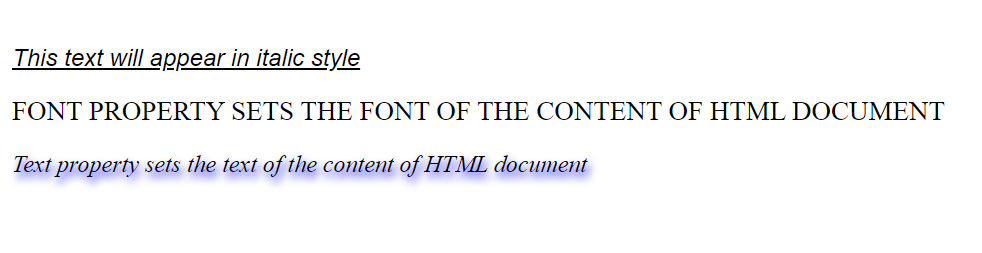 This text will appear in italic style
FONT PROPERTY SETS THE FONT OF THE CONTENT OF HTML DOCUMENT
Text property sets the text of the content of HTML document